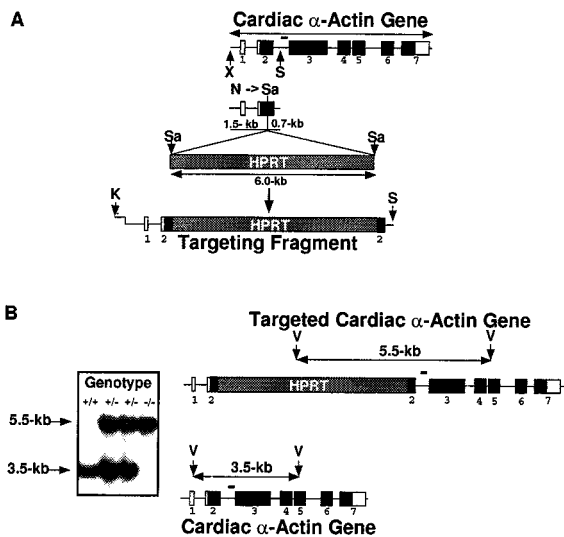 A
Cardiac α-Actin Gene
1 2 3 4 5 6 7
X S
N -> Sa
1.5- kb 0.7-kb
Sa Sa
HPRT
6.0-kb
K S
HPRT
1 2 2
Targeting Fragment
B
Targeted Cardiac α-Actin Gene
V V
5.5-kb
HPRT
1 2 2 3 4 5 6 7
Genotype
+/+ +/- +/- -/-
5.5-kb
3.5-kb
V V
3.5-kb
1 2 3 4 5 6 7
Cardiac α-Actin Gene